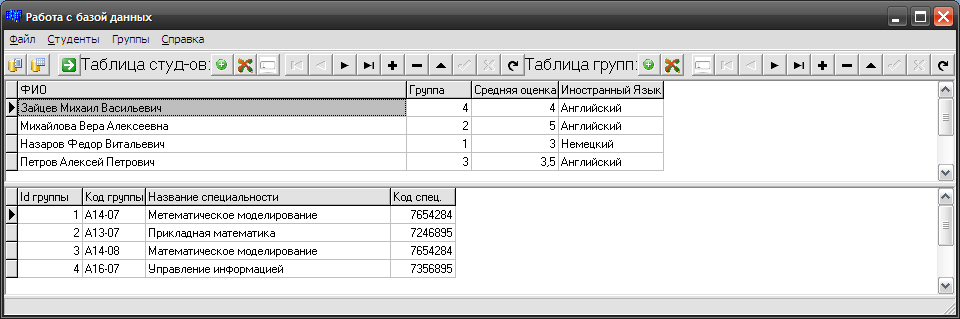 Работа с базой данных
Файл Студенты Группы Справка
Таблица студ-ов: Таблица групп:
ФИО Группа Средняя оценка Иностранный Язык
Зайцев Михаил Васильевич 4 4 Английский
Михайлова Вера Алексеевна 2 5 Английский
Назаров Федор Витальевич 1 3 Немецкий
Петров Алексей Петрович 3 3,5 Английский
Id группы Код группы Название специальности Код спец.
1 А14-07 Метематическое моделирование 7654284
2 А13-07 Прикладная математика 7246895
3 А14-08 Математическое моделирование 7654284
4 А16-07 Управление информацией 7356895